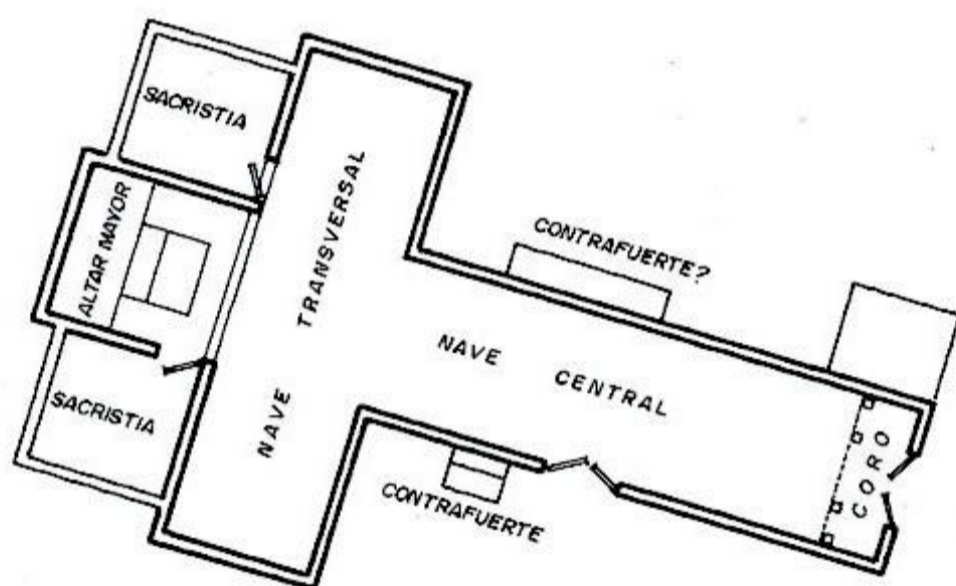 SACRISTIA
ALTAR MAYOR
SACRISTIA
NAVE TRANSVERSAL
CONTRAFUERTE?
NAVE CENTRAL
CONTRAFUERTE
CORO